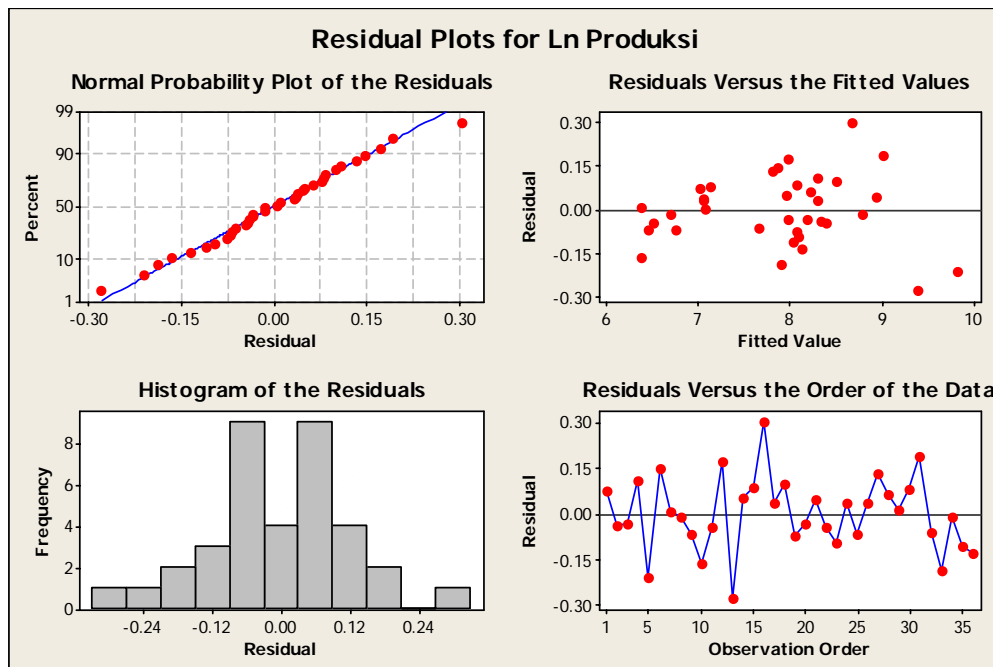 Residual Plots for Ln Produksi
Normal Probability Plot of the Residuals
99
90
50
10
1
Percent
-0.30 -0.15 0.00 0.15 0.30
Residual
Residuals Versus the Fitted Values
0.30
0.15
0.00
-0.15
-0.30
Residual
6 7 8 9 10
Fitted Value
Histogram of the Residuals
8
6
4
2
0
Frequency
-0.24 -0.12 0.00 0.12 0.24
Residual
Residuals Versus the Order of the Data
0.30
0.15
0.00
-0.15
-0.30
Residual
1 5 10 15 20 25 30 35
Observation Order